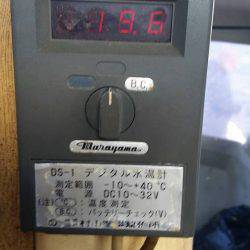 19.6
B.C.
Murayama
DS-1 デジタル水温計
測定範囲 -10～+40℃
電源 DC10～32V
(注) ℃: 温度測定
B.C.: バッテリーチェック(V)